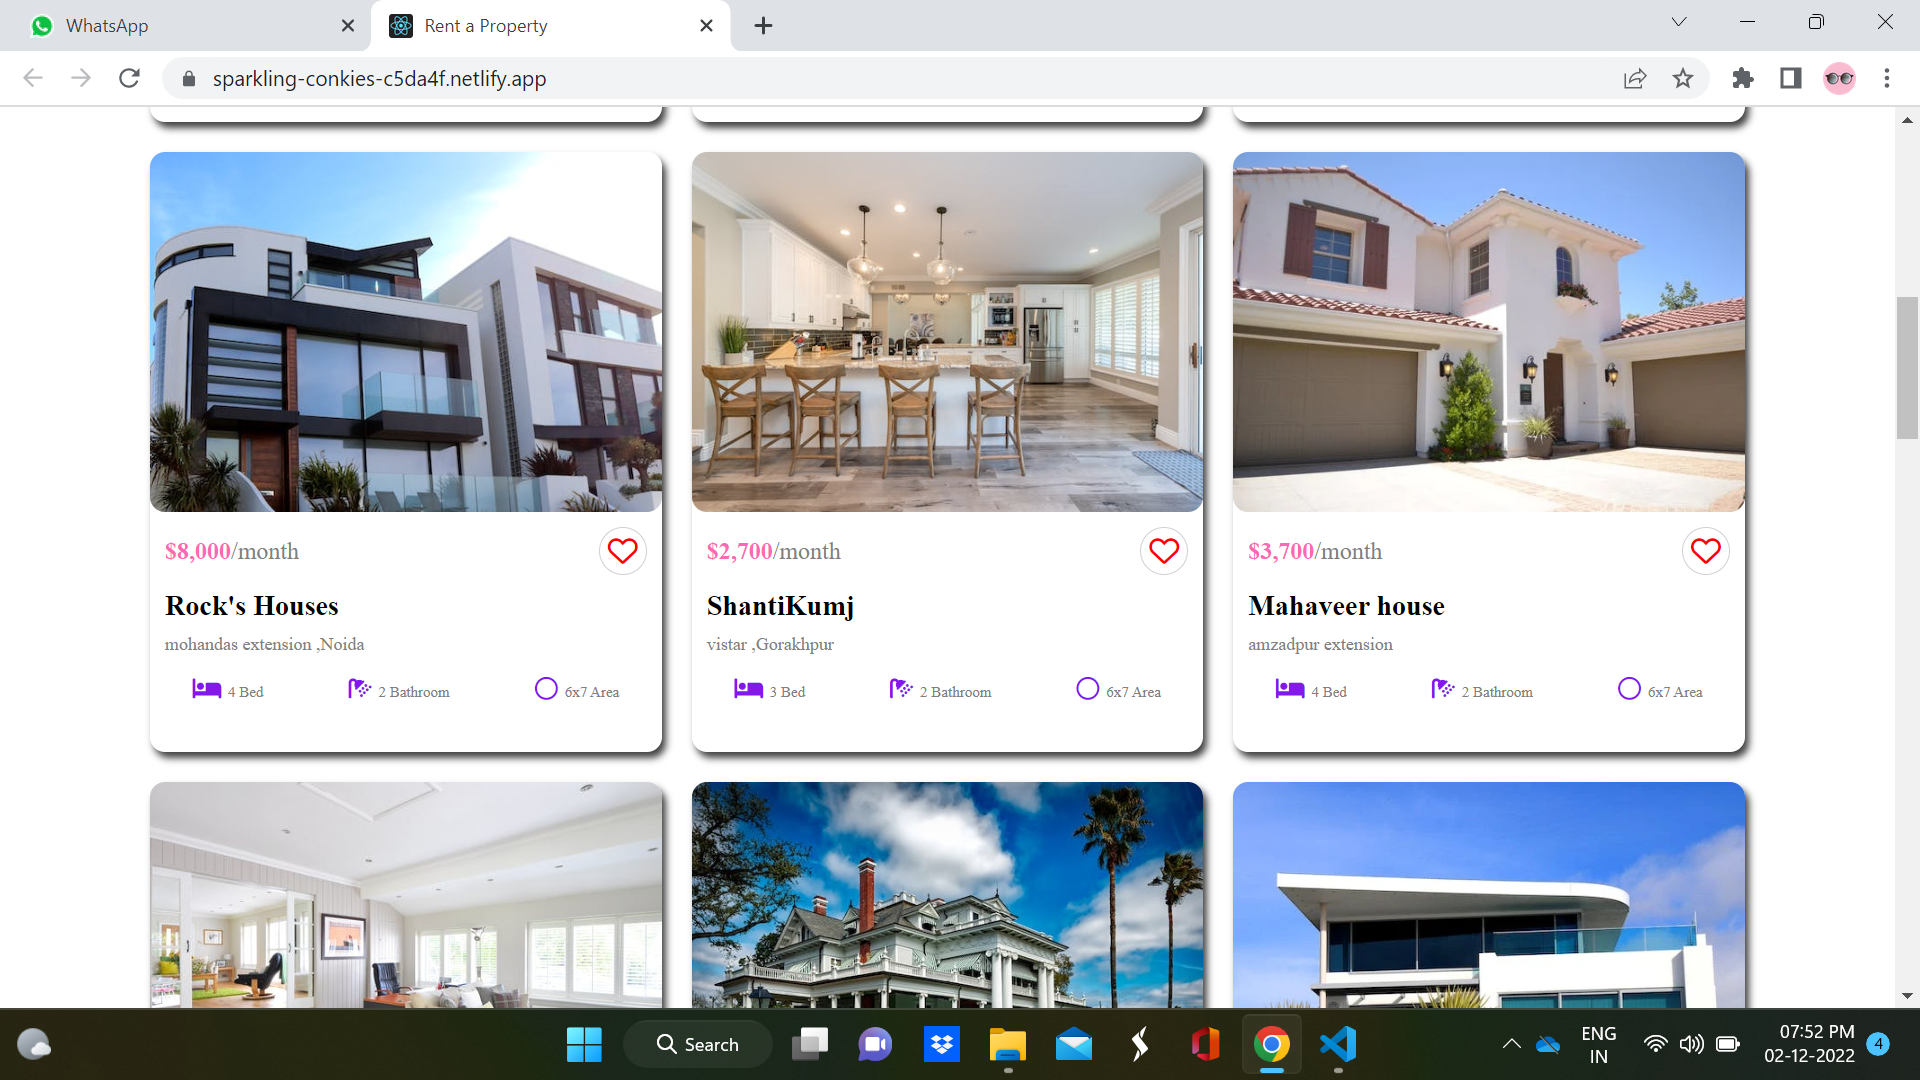 WhatsApp
Rent a Property
sparkling-conkies-c5da4f.netlify.app
$8,000/month
Rock's Houses
mohandas extension ,Noida
4 Bed
2 Bathroom
6x7 Area
$2,700/month
ShantiKumj
vistar ,Gorakhpur
3 Bed
2 Bathroom
6x7 Area
$3,700/month
Mahaveer house
amzadpur extension
4 Bed
2 Bathroom
6x7 Area
Search
ENG
IN
07:52 PM
02-12-2022
4